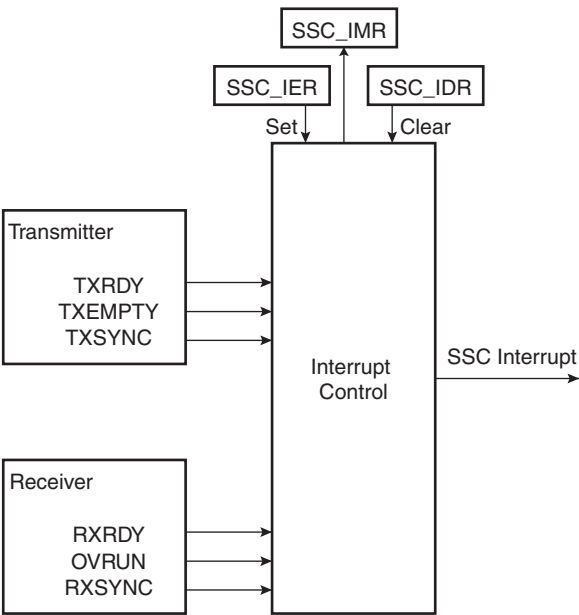 SSC_IMR
SSC_IER
SSC_IDR
Set
Clear
Transmitter
TXRDY
TXEMPTY
TXSYNC
Interrupt
Control
SSC Interrupt
Receiver
RXRDY
OVRUN
RXSYNC